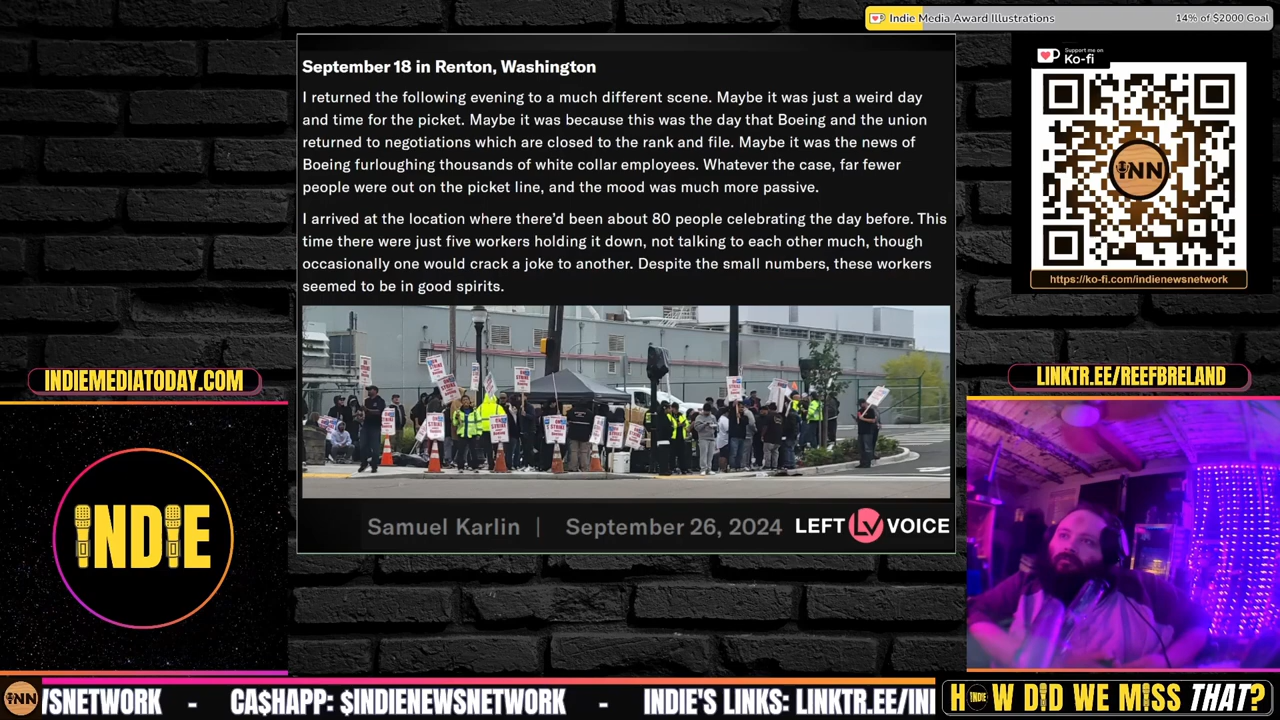 Indie Media Award Illustrations
14% of $2000 Goal
September 18 in Renton, Washington
I returned the following evening to a much different scene. Maybe it was just a weird day
and time for the picket. Maybe it was because this was the day that Boeing and the union
returned to negotiations which are closed to the rank and file. Maybe it was the news of
Boeing furloughing thousands of white collar employees. Whatever the case, far fewer
people were out on the picket line, and the mood was much more passive.
I arrived at the location where there'd been about 80 people celebrating the day before. This
time there were just five workers holding it down, not talking to each other much, though
occasionally one would crack a joke to another. Despite the small numbers, these workers
seemed to be in good spirits.
STRIKE
Samuel Karlin | September 26, 2024 LEFT LV VOICE
Support me on
Ko-fi
iNN
https://ko-fi.com/indienewsnetwork
INDIEMEDIATODAY.COM
INDIE
LINKTR.EE/REEFBRELAND
iNN
/SNETWORK - CA$HAPP: $INDIENEWSNETWORK - INDIE'S LINKS: LINKTR.EE/INI
HOW DID WE MISS THAT?